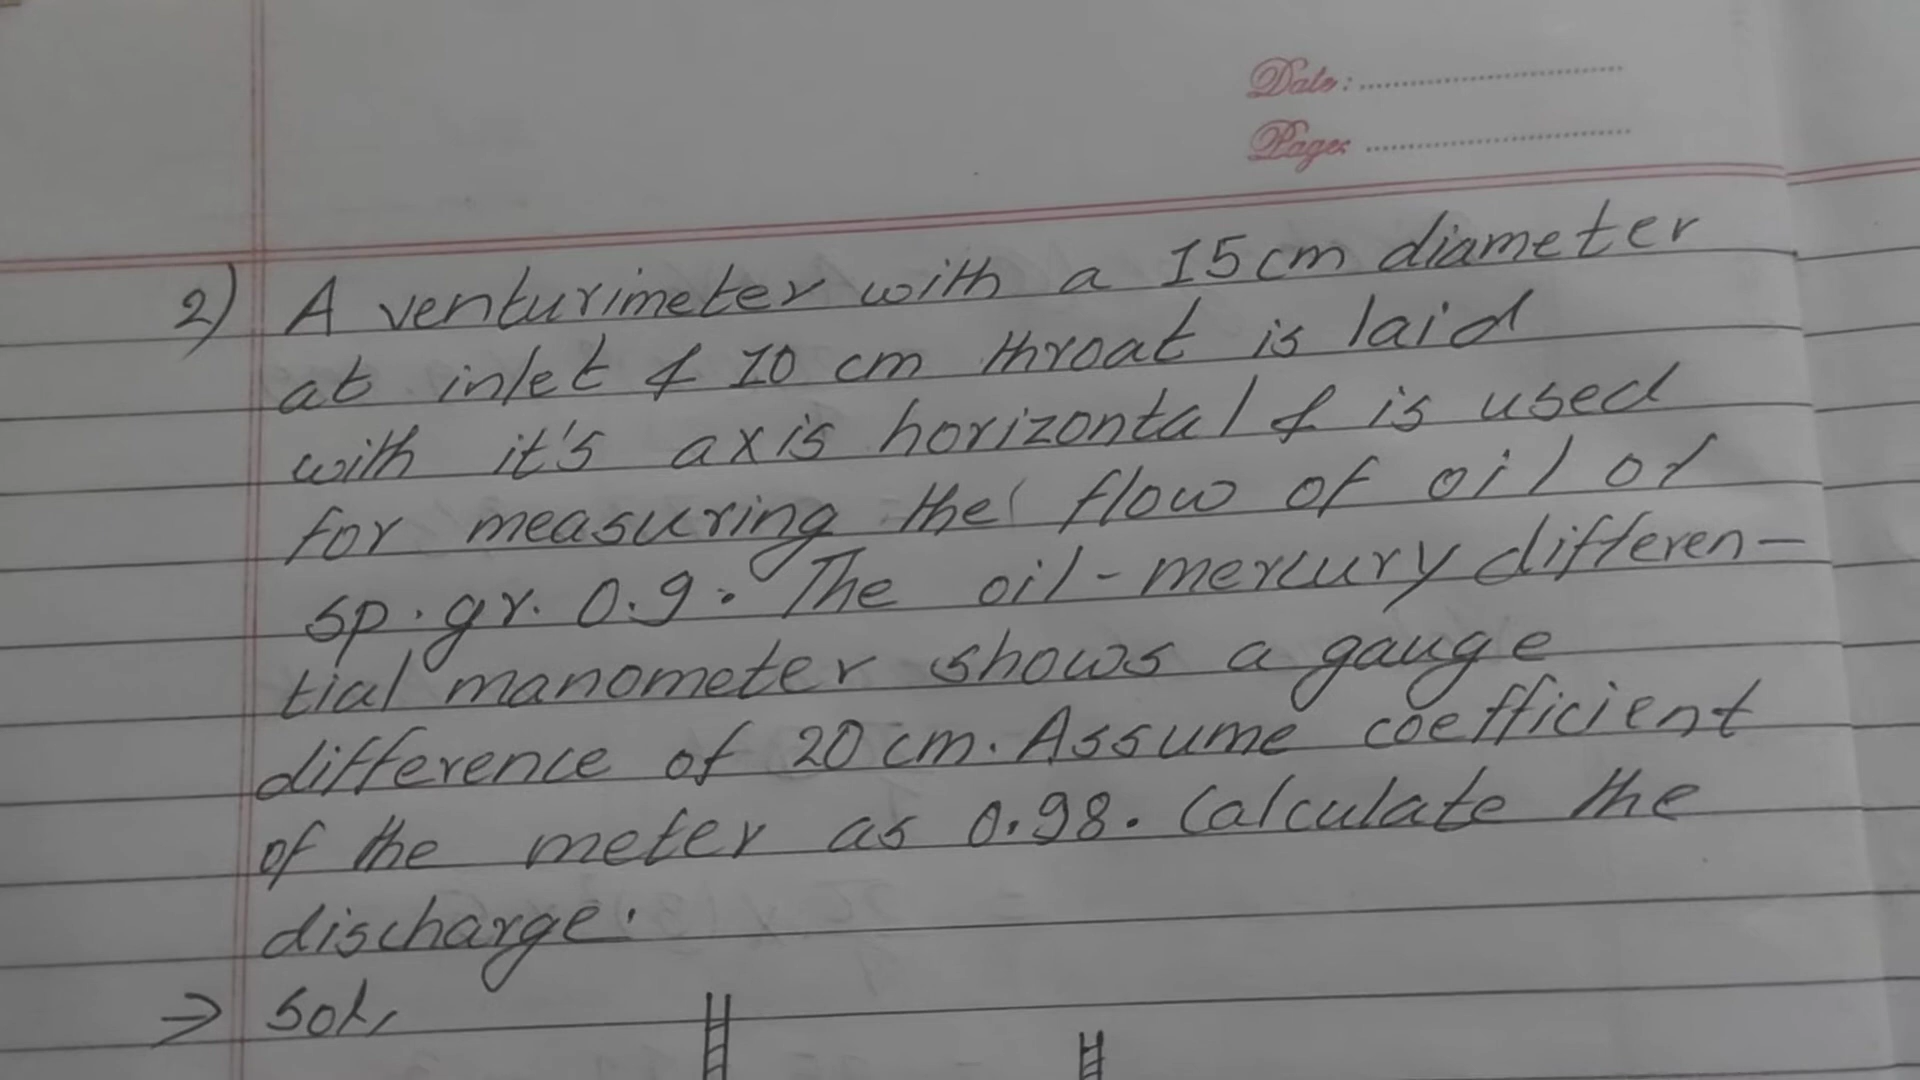 Date:
Page:
2) A venturimeter with a 15 cm diameter
at inlet & 10 cm throat is laid
with it's axis horizontal & is used
for measuring the flow of oil of
sp. gr. 0.9. The oil-mercury differen-
tial manometer shows a gauge
difference of 20 cm. Assume coefficient
of the meter as 0.98. Calculate the
discharge.
⇒ Sol,